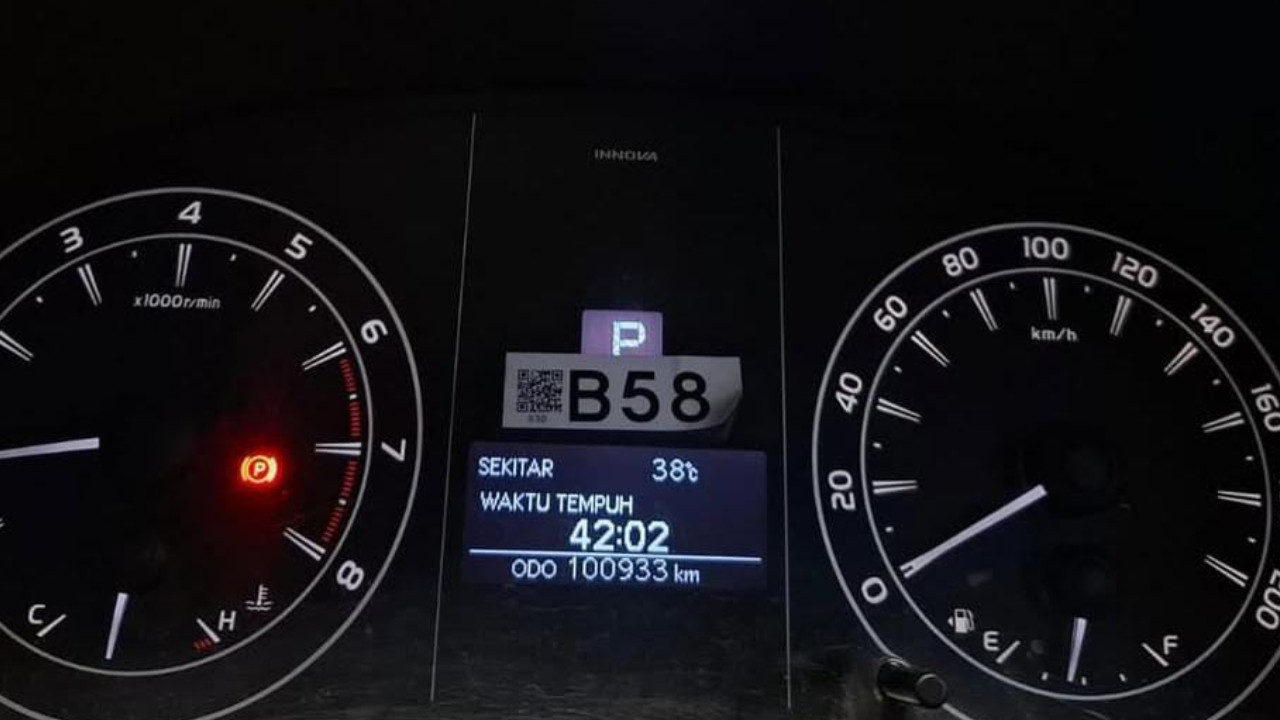 INNOVA
3
4
5
6
7
8
x1000r/min
P
C
H
P
B58
SEKITAR 38℃
WAKTU TEMPUH
42:02
ODO 100933 km
0
20
40
60
80
100
120
140
160
200
km/h
E
F